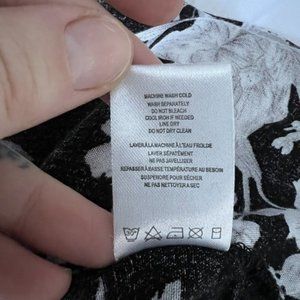 MACHINE WASH COLD
WASH SEPARATELY
DO NOT BLEACH
COOL IRON IF NEEDED
LINE DRY
DO NOT DRY CLEAN
LAVER À LA MACHINE À L'EAU FROIDE
LAVER SÉPATÉMENT
NE PAS JAVELLISER
REPASSER À BASSE TEMPÉRATURE AU BESOIN
SUSPENDRE POUR SÉCHER
NE PAS NETTOYER À SEC